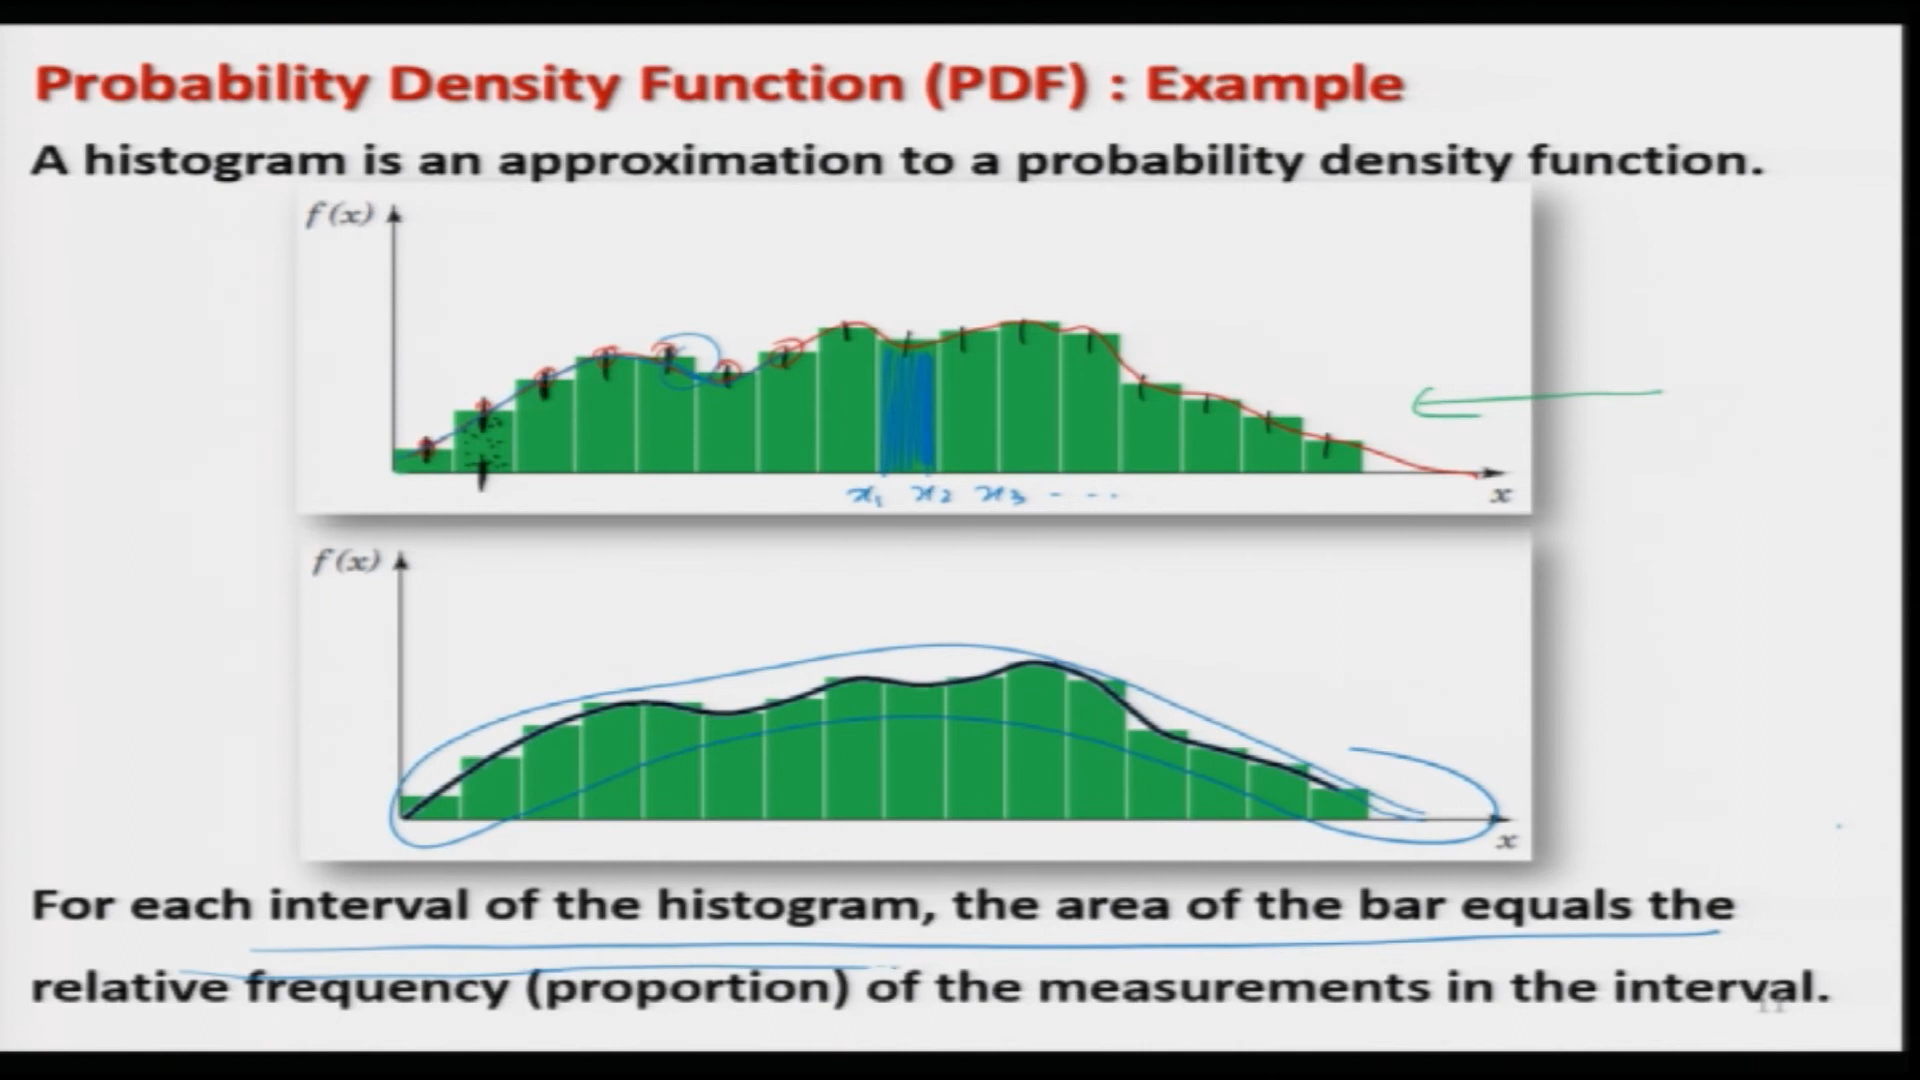 Probability Density Function (PDF) : Example
A histogram is an approximation to a probability density function.
f(x)
x₁ x₂ x₃ - - -
x
f(x)
x
For each interval of the histogram, the area of the bar equals the
relative frequency (proportion) of the measurements in the interval.
11